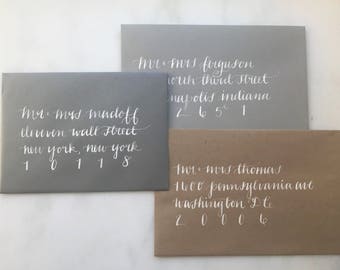 mr + mrs ferguson
north third street
napolis indiana
2 6 5 1
mr + mrs madoff
eleven wall street
new york, new york
1 0 1 1 8
mr + mrs thomas
1600 pennsylvania ave
washington D.C.
2 0 0 0 6